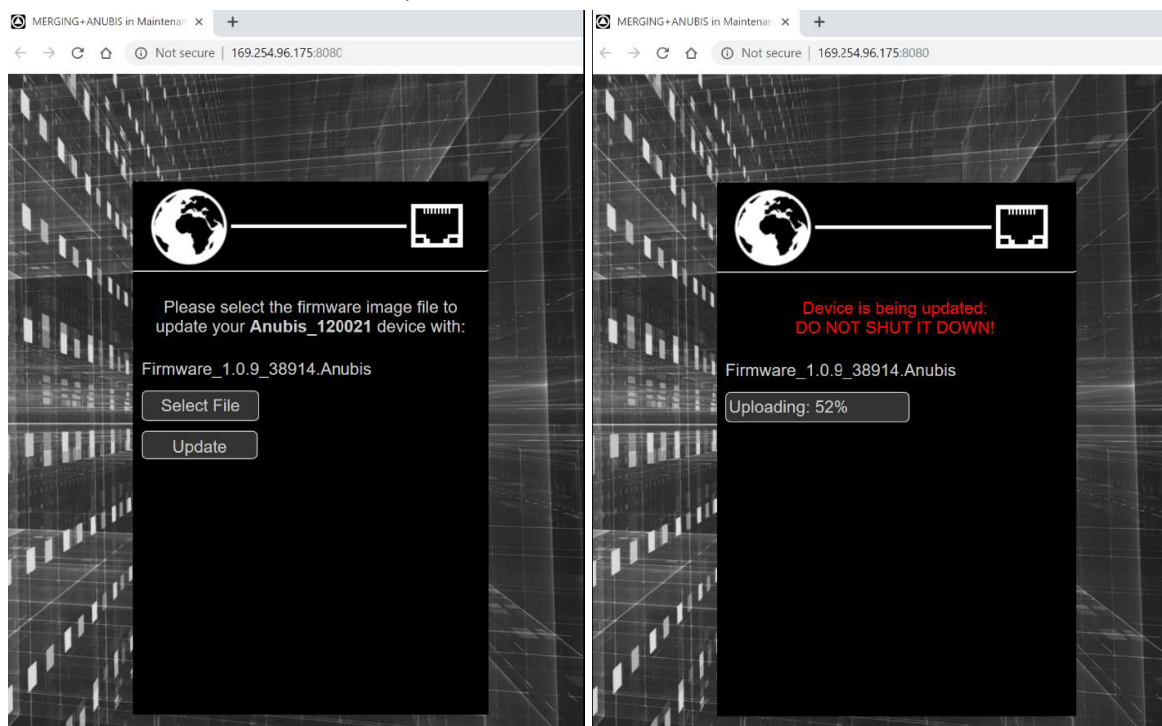 MERGING+ANUBIS in Maintenan
Not secure | 169.254.96.175:8080
Please select the firmware image file to
update your Anubis_120021 device with:
Firmware_1.0.9_38914.Anubis
Select File
Update
MERGING+ANUBIS in Maintenan
Not secure | 169.254.96.175:8080
Device is being updated:
DO NOT SHUT IT DOWN!
Firmware_1.0.9_38914.Anubis
Uploading: 52%